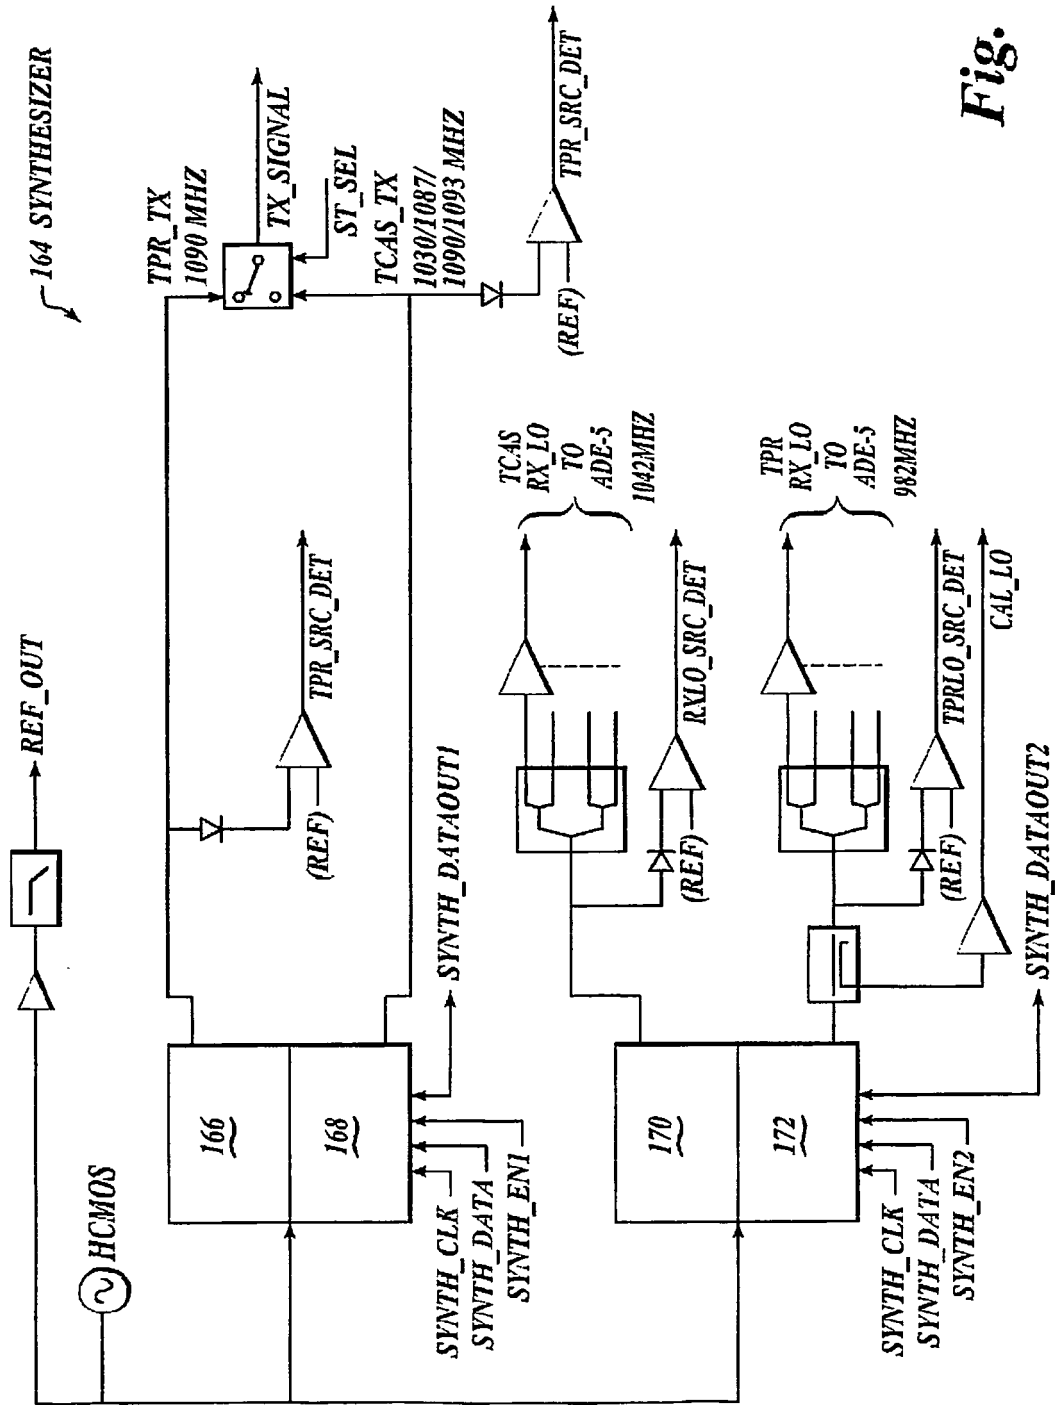 164 SYNTHESIZER
REF_OUT
HCMOS
TPR_TX
1090 MHZ
TX_SIGNAL
ST_SEL
TCAS_TX
1030/1087/
1090/1093 MHZ
TPR_SRC_DET
(REF)
TPR_SRC_DET
(REF)
166
168
SYNTH_CLK
SYNTH_DATA
SYNTH_EN1
SYNTH_DATAOUT1
TCAS
RX_LO
TO
ADE-5
1042MHZ
RXLO_SRC_DET
(REF)
TPR
RX_LO
TO
ADE-5
982MHZ
TPRLO_SRC_DET
(REF)
CAL_LO
170
172
SYNTH_CLK
SYNTH_DATA
SYNTH_EN2
SYNTH_DATAOUT2
Fig.